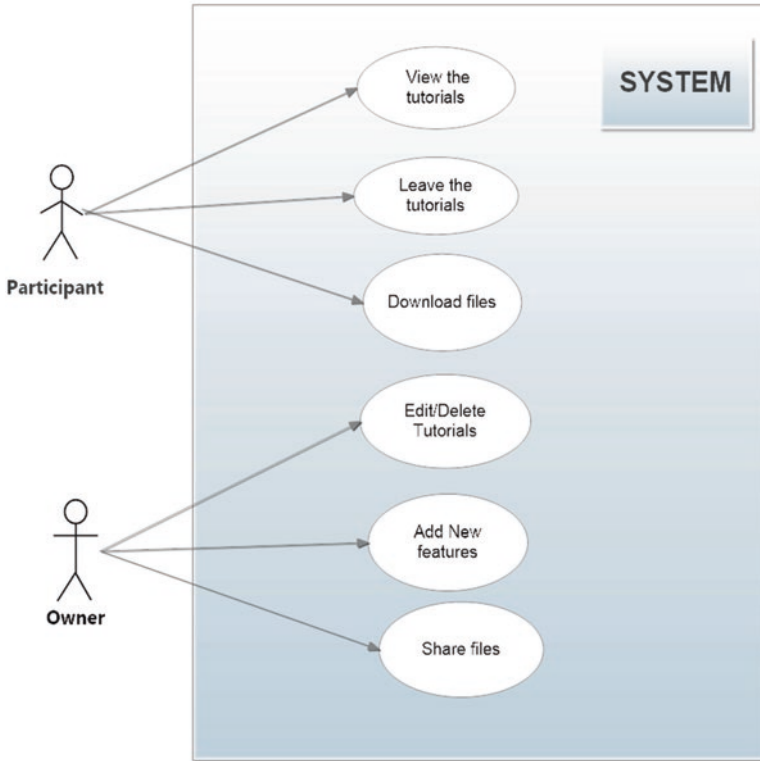 View the
tutorials
SYSTEM
Leave the
tutorials
Participant
Download files
Edit/Delete
Tutorials
Add New
features
Owner
Share files